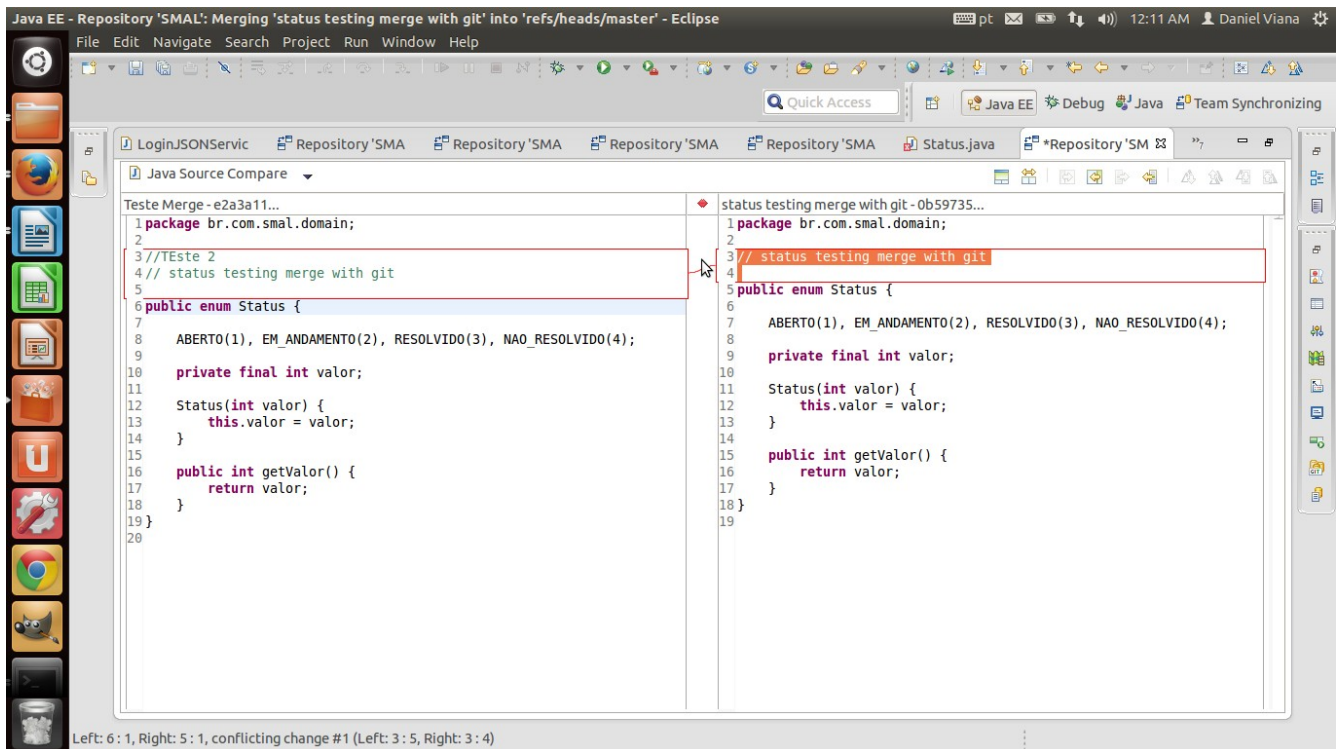 Java EE - Repository 'SMAL': Merging 'status testing merge with git' into 'refs/heads/master' - Eclipse
pt 12:11 AM Daniel Viana
File Edit Navigate Search Project Run Window Help
Quick Access Java EE Debug Java Team Synchronizing
LoginJSONServic Repository 'SMA Repository 'SMA Repository 'SMA Repository 'SMA Status.java *Repository 'SM »7
Java Source Compare
Teste Merge - e2a3a11...
1 package br.com.smal.domain;
2
3 //TEste 2
4 // status testing merge with git
5
6 public enum Status {
7
8 ABERTO(1), EM_ANDAMENTO(2), RESOLVIDO(3), NAO_RESOLVIDO(4);
9
10 private final int valor;
11
12 Status(int valor) {
13 this.valor = valor;
14 }
15
16 public int getValor() {
17 return valor;
18 }
19 }
20
status testing merge with git - 0b59735...
1 package br.com.smal.domain;
2
3 // status testing merge with git
4
5 public enum Status {
6
7 ABERTO(1), EM_ANDAMENTO(2), RESOLVIDO(3), NAO_RESOLVIDO(4);
8
9 private final int valor;
10
11 Status(int valor) {
12 this.valor = valor;
13 }
14
15 public int getValor() {
16 return valor;
17 }
18 }
19
Left: 6 : 1, Right: 5 : 1, conflicting change #1 (Left: 3 : 5, Right: 3 : 4)